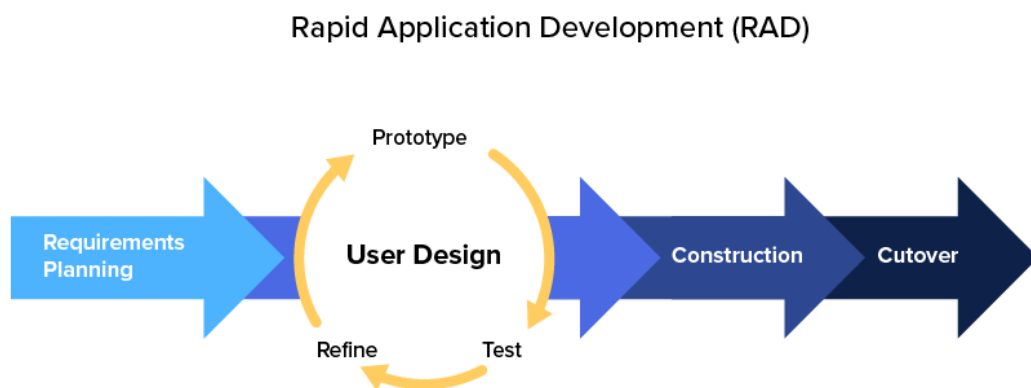 Rapid Application Development (RAD)
Prototype
Requirements
Planning
User Design
Construction
Cutover
Refine
Test